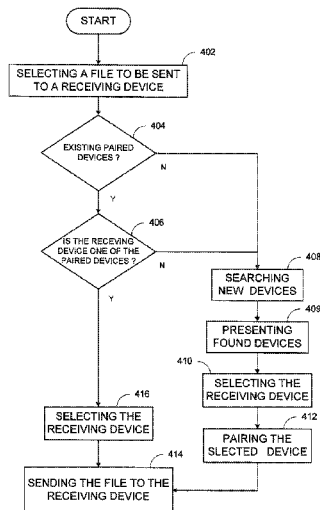 START
402
SELECTING A FILE TO BE SENT
TO A RECEIVING DEVICE
404
EXISTING PAIRED
DEVICES ?
N
Y
406
IS THE RECEVING
DEVICE ONE OF THE
PAIRED DEVICES ?
N
Y
408
SEARCHING
NEW DEVICES
409
PRESENTING
FOUND DEVICES
410
SELECTING THE
RECEIVING DEVICE
416
SELECTING THE
RECEIVING DEVICE
412
PAIRING THE
SLECTED DEVICE
414
SENDING THE FILE TO THE
RECEIVING DEVICE